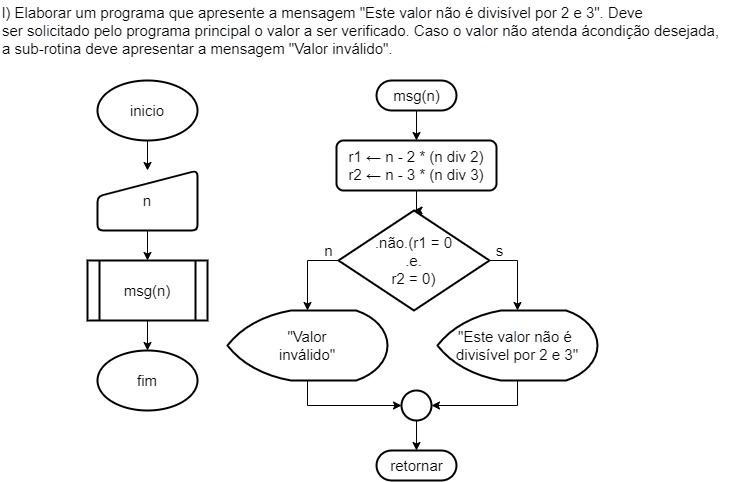 I) Elaborar um programa que apresente a mensagem "Este valor não é divisível por 2 e 3". Deve
ser solicitado pelo programa principal o valor a ser verificado. Caso o valor não atenda ácondição desejada,
a sub-rotina deve apresentar a mensagem "Valor inválido".
inicio
n
msg(n)
fim
msg(n)
r1 ← n - 2 * (n div 2)
r2 ← n - 3 * (n div 3)
.não.(r1 = 0
.e.
r2 = 0)
n
s
"Valor
inválido"
"Este valor não é
divisível por 2 e 3"
retornar